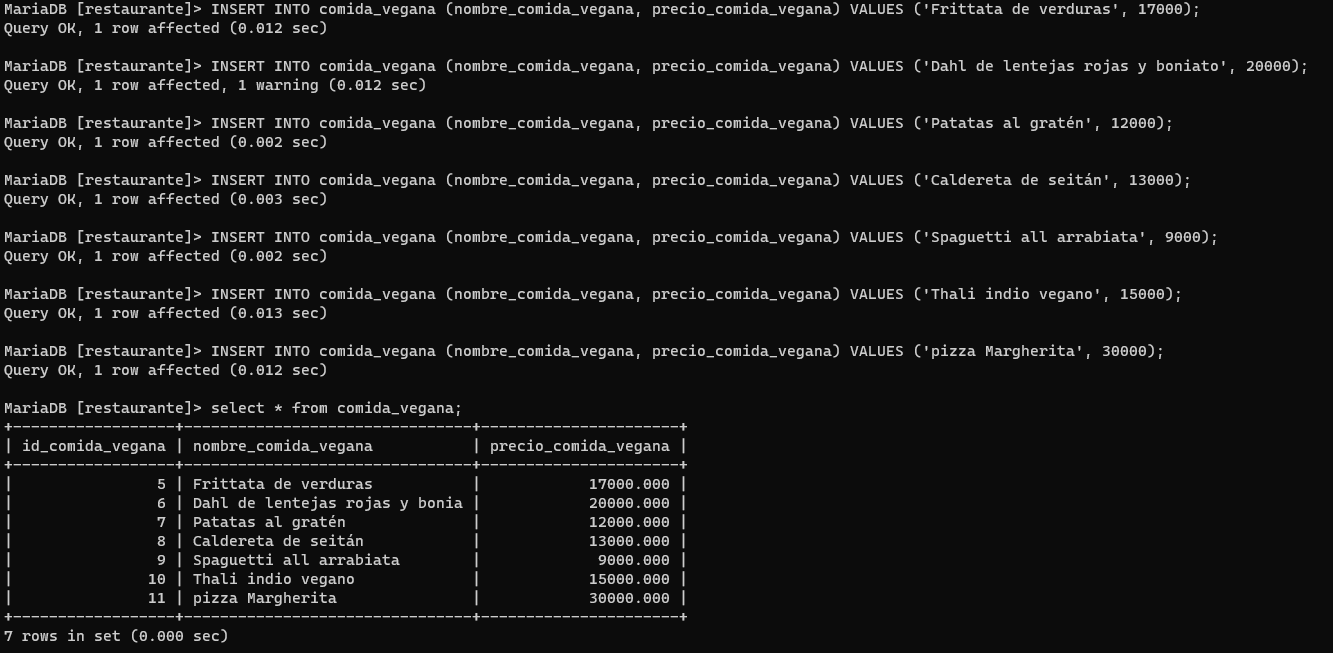 MariaDB [restaurante]> INSERT INTO comida_vegana (nombre_comida_vegana, precio_comida_vegana) VALUES ('Frittata de verduras', 17000);
Query OK, 1 row affected (0.012 sec)
MariaDB [restaurante]> INSERT INTO comida_vegana (nombre_comida_vegana, precio_comida_vegana) VALUES ('Dahl de lentejas rojas y boniato', 20000);
Query OK, 1 row affected, 1 warning (0.012 sec)
MariaDB [restaurante]> INSERT INTO comida_vegana (nombre_comida_vegana, precio_comida_vegana) VALUES ('Patatas al gratén', 12000);
Query OK, 1 row affected (0.002 sec)
MariaDB [restaurante]> INSERT INTO comida_vegana (nombre_comida_vegana, precio_comida_vegana) VALUES ('Caldereta de seitán', 13000);
Query OK, 1 row affected (0.003 sec)
MariaDB [restaurante]> INSERT INTO comida_vegana (nombre_comida_vegana, precio_comida_vegana) VALUES ('Spaguetti all arrabiata', 9000);
Query OK, 1 row affected (0.002 sec)
MariaDB [restaurante]> INSERT INTO comida_vegana (nombre_comida_vegana, precio_comida_vegana) VALUES ('Thali indio vegano', 15000);
Query OK, 1 row affected (0.013 sec)
MariaDB [restaurante]> INSERT INTO comida_vegana (nombre_comida_vegana, precio_comida_vegana) VALUES ('pizza Margherita', 30000);
Query OK, 1 row affected (0.012 sec)
MariaDB [restaurante]> select * from comida_vegana;
+------------------+--------------------------------+----------------------+
| id_comida_vegana | nombre_comida_vegana           | precio_comida_vegana |
+------------------+--------------------------------+----------------------+
|                5 | Frittata de verduras           |            17000.000 |
|                6 | Dahl de lentejas rojas y bonia |            20000.000 |
|                7 | Patatas al gratén              |            12000.000 |
|                8 | Caldereta de seitán            |            13000.000 |
|                9 | Spaguetti all arrabiata        |             9000.000 |
|               10 | Thali indio vegano             |            15000.000 |
|               11 | pizza Margherita               |            30000.000 |
+------------------+--------------------------------+----------------------+
7 rows in set (0.000 sec)